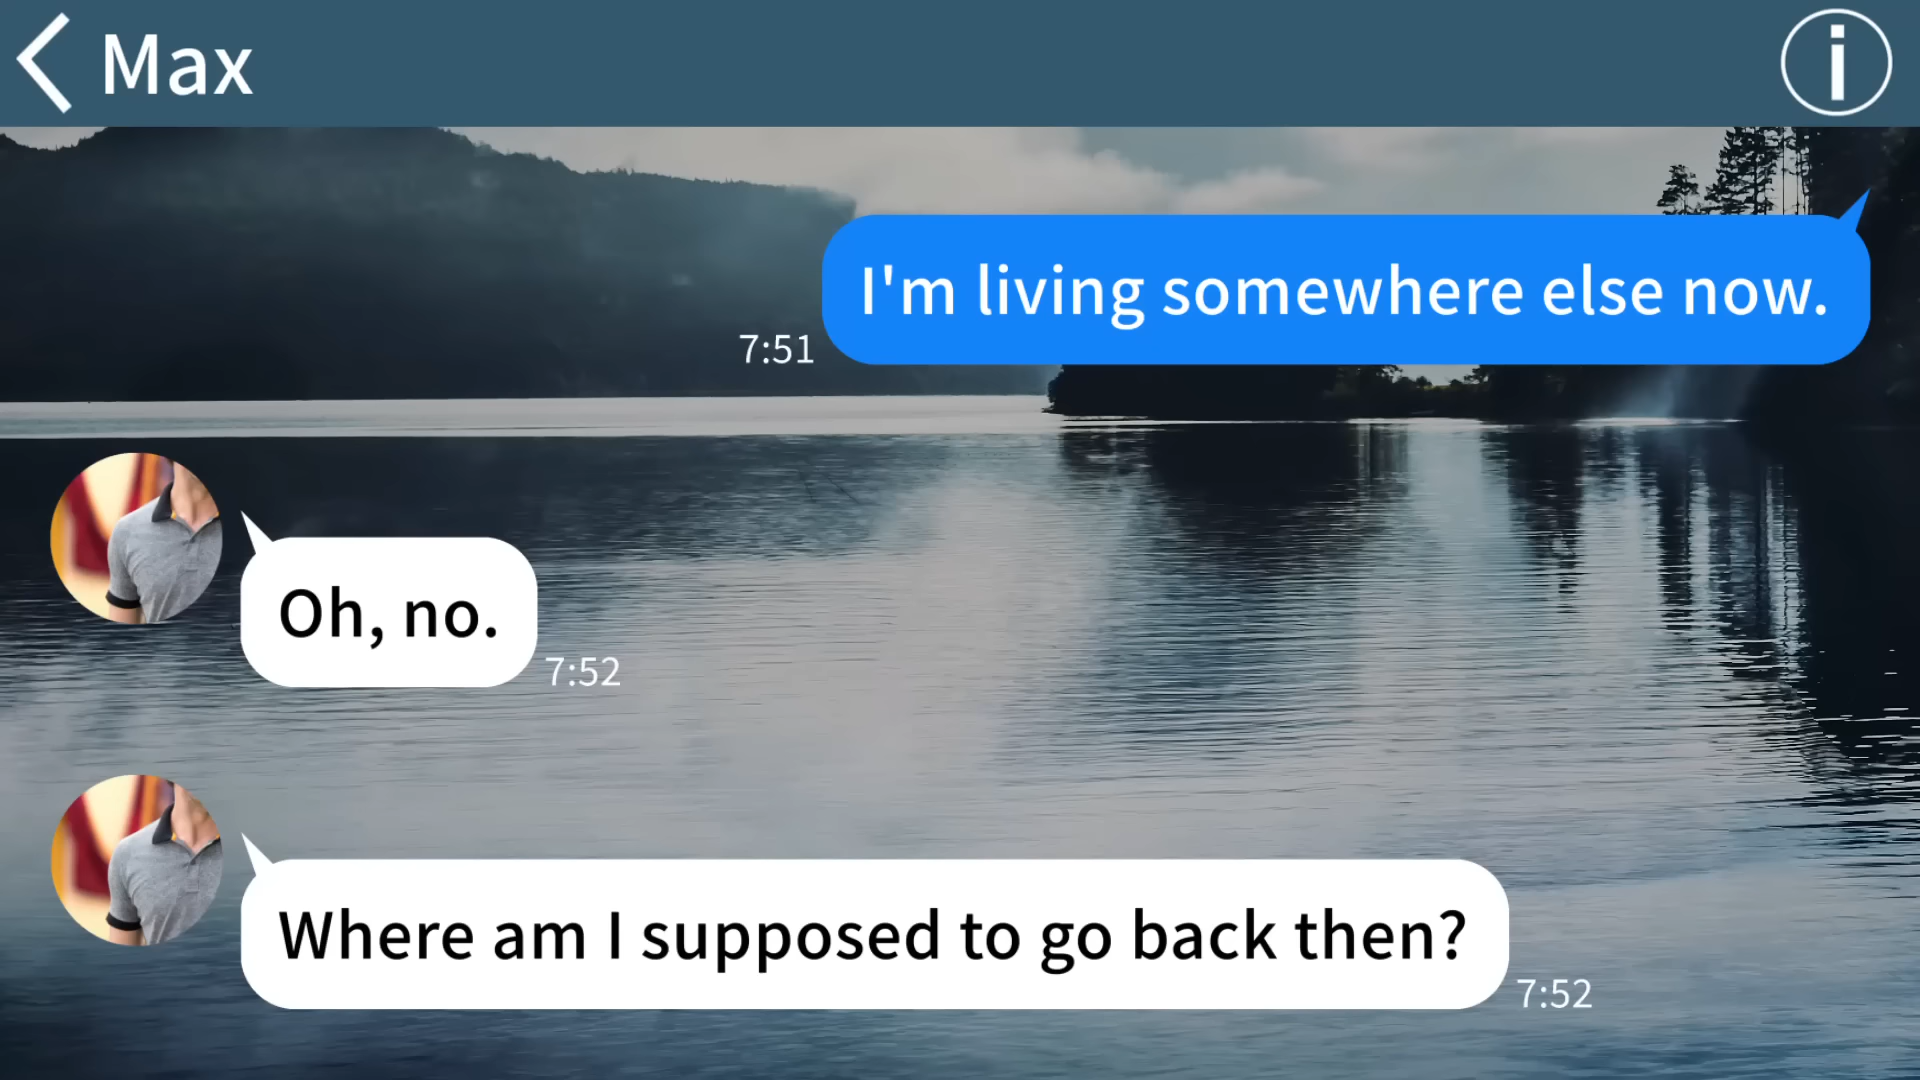 Max
I'm living somewhere else now.
7:51
Oh, no.
7:52
Where am I supposed to go back then?
7:52